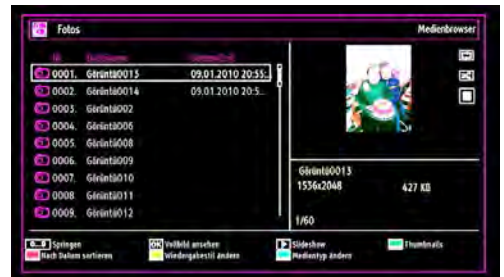 Fotos
Medienbrowser
0001. Görüntü0013 09.01.2010 20:55:
0002. Görüntü0014 09.01.2010 20:5...
0003. Görüntü002
0004. Görüntü006
0005. Görüntü008
0006. Görüntü009
0007. Görüntü010
0008 Görüntü011
0009. Görüntü012
Görüntü0013
1536x2048 427 KB
1/60
0...9 Springen
OK Vollbild ansehen
Slideshow
Thumbnails
Nach Datum sortieren
Wiedergabestil ändern
Medientyp ändern